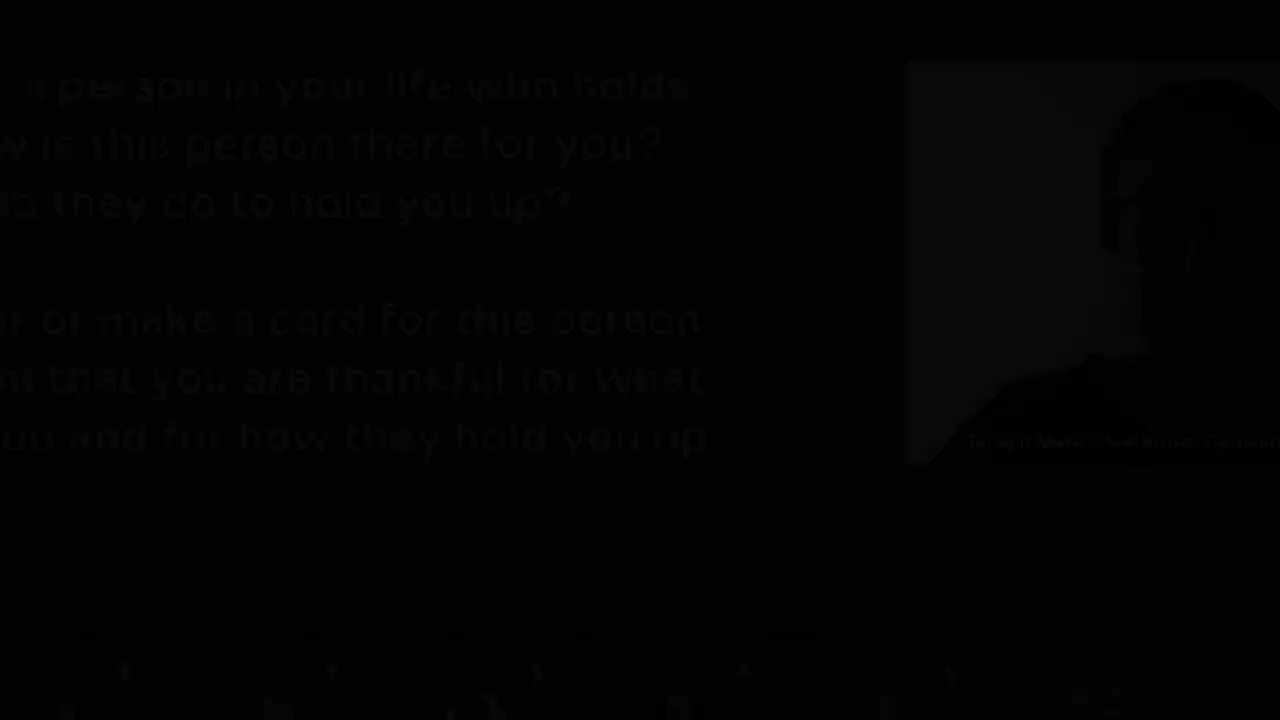 person in your life who holds
w is this person there for you?
they do to hold you up?
or make a card for this person
that you are thankful for what
and for how they hold you up